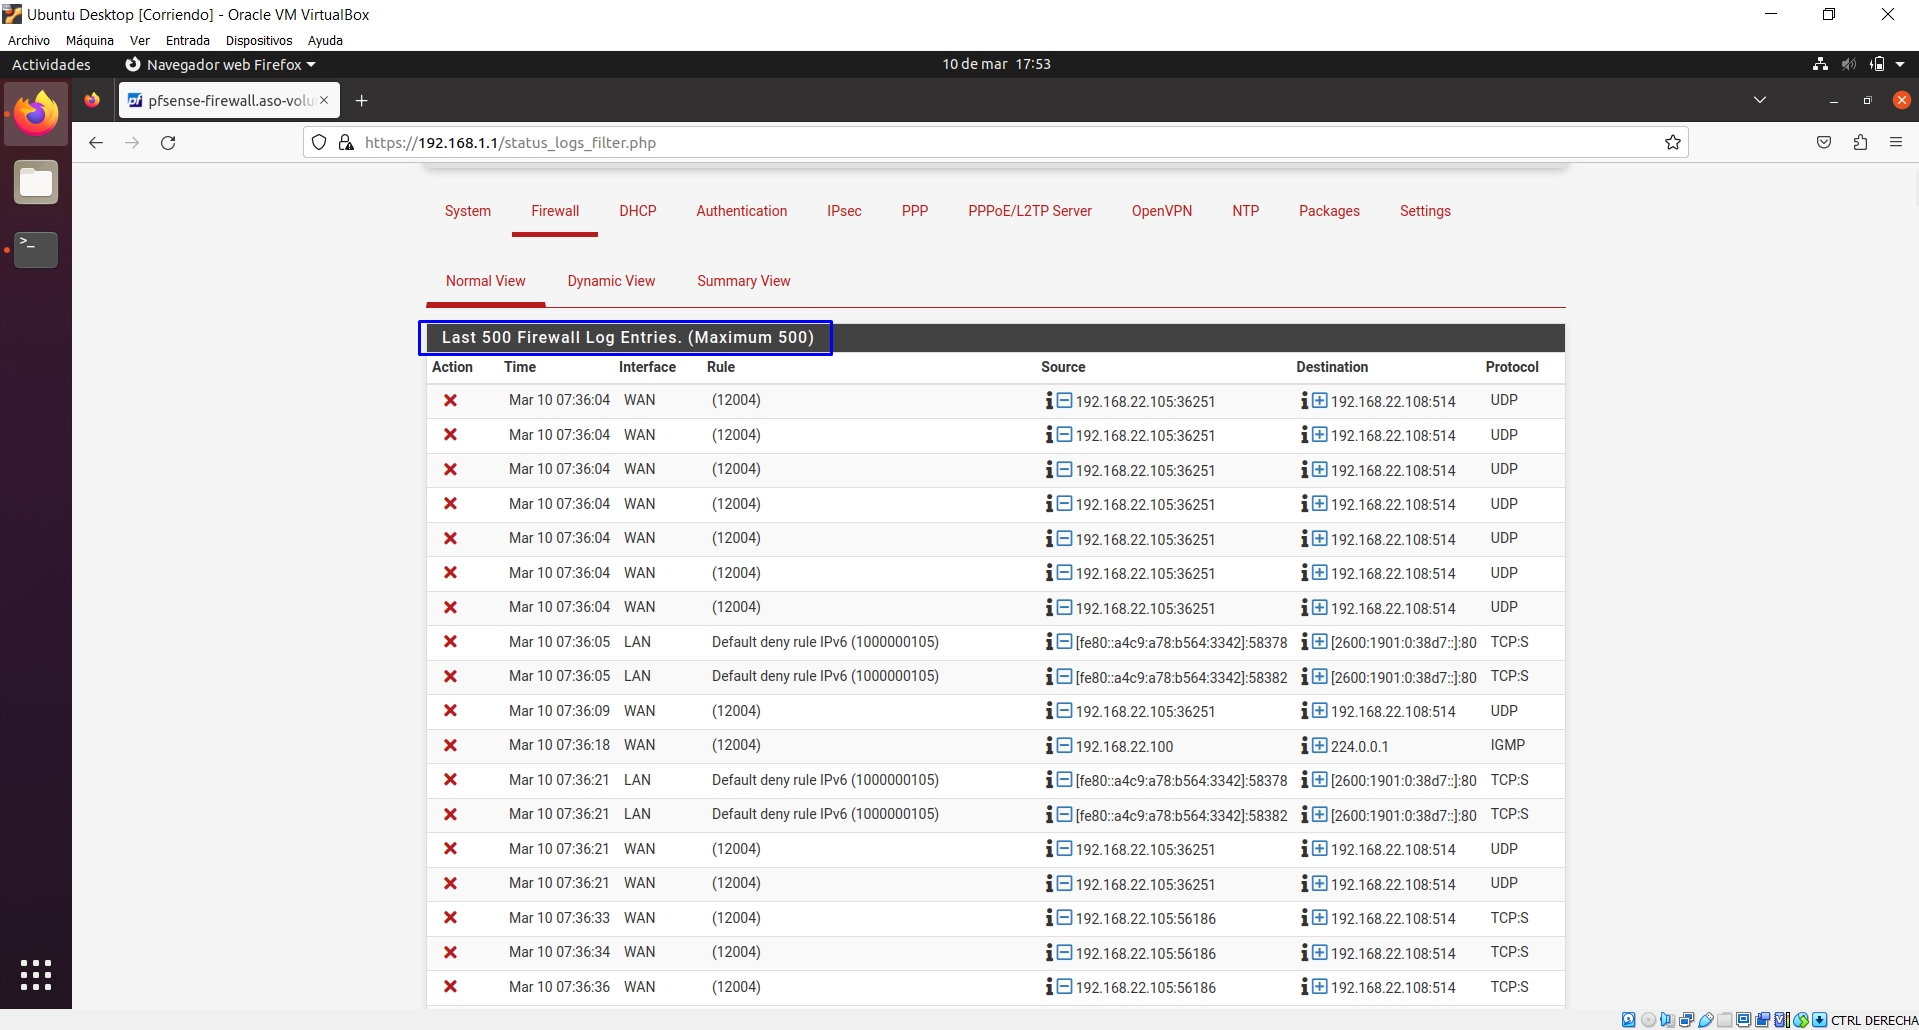 Ubuntu Desktop [Corriendo] - Oracle VM VirtualBox
Archivo Máquina Ver Entrada Dispositivos Ayuda
Actividades Navegador web Firefox 10 de mar 17:53
pfsense-firewall.aso-volu
https://192.168.1.1/status_logs_filter.php
System Firewall DHCP Authentication IPsec PPP PPPoE/L2TP Server OpenVPN NTP Packages Settings
Normal View Dynamic View Summary View
Last 500 Firewall Log Entries. (Maximum 500)
Action Time Interface Rule Source Destination Protocol
Mar 10 07:36:04 WAN (12004) 192.168.22.105:36251 192.168.22.108:514 UDP
Mar 10 07:36:04 WAN (12004) 192.168.22.105:36251 192.168.22.108:514 UDP
Mar 10 07:36:04 WAN (12004) 192.168.22.105:36251 192.168.22.108:514 UDP
Mar 10 07:36:04 WAN (12004) 192.168.22.105:36251 192.168.22.108:514 UDP
Mar 10 07:36:04 WAN (12004) 192.168.22.105:36251 192.168.22.108:514 UDP
Mar 10 07:36:04 WAN (12004) 192.168.22.105:36251 192.168.22.108:514 UDP
Mar 10 07:36:04 WAN (12004) 192.168.22.105:36251 192.168.22.108:514 UDP
Mar 10 07:36:05 LAN Default deny rule IPv6 (1000000105) [fe80::a4c9:a78:b564:3342]:58378 [2600:1901:0:38d7::]:80 TCP:S
Mar 10 07:36:05 LAN Default deny rule IPv6 (1000000105) [fe80::a4c9:a78:b564:3342]:58382 [2600:1901:0:38d7::]:80 TCP:S
Mar 10 07:36:09 WAN (12004) 192.168.22.105:36251 192.168.22.108:514 UDP
Mar 10 07:36:18 WAN (12004) 192.168.22.100 224.0.0.1 IGMP
Mar 10 07:36:21 LAN Default deny rule IPv6 (1000000105) [fe80::a4c9:a78:b564:3342]:58378 [2600:1901:0:38d7::]:80 TCP:S
Mar 10 07:36:21 LAN Default deny rule IPv6 (1000000105) [fe80::a4c9:a78:b564:3342]:58382 [2600:1901:0:38d7::]:80 TCP:S
Mar 10 07:36:21 WAN (12004) 192.168.22.105:36251 192.168.22.108:514 UDP
Mar 10 07:36:21 WAN (12004) 192.168.22.105:36251 192.168.22.108:514 UDP
Mar 10 07:36:33 WAN (12004) 192.168.22.105:56186 192.168.22.108:514 TCP:S
Mar 10 07:36:34 WAN (12004) 192.168.22.105:56186 192.168.22.108:514 TCP:S
Mar 10 07:36:36 WAN (12004) 192.168.22.105:56186 192.168.22.108:514 TCP:S
CTRL DERECHA